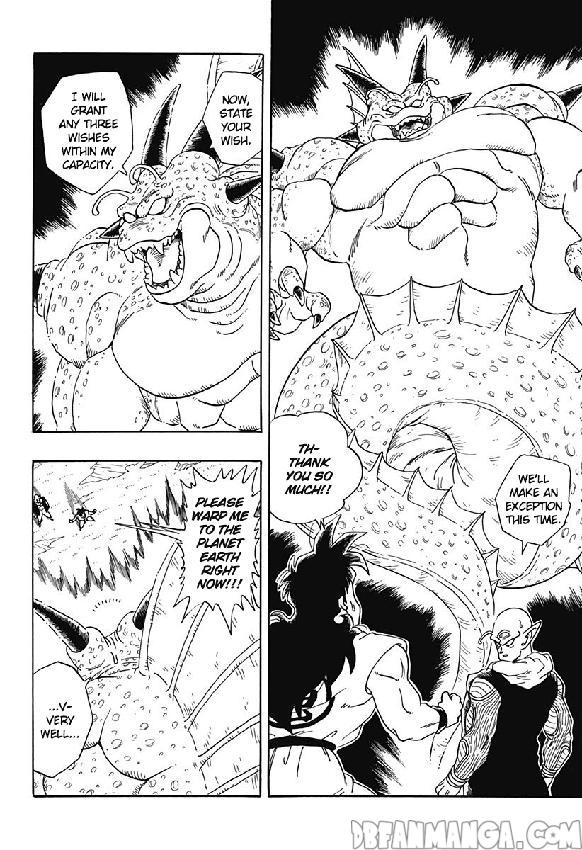 WE'LL
MAKE AN
EXCEPTION
THIS TIME.
TH-
THANK
YOU SO
MUCH!!
NOW,
STATE
YOUR
WISH.
I WILL
GRANT
ANY THREE
WISHES
WITHIN MY
CAPACITY.
PLEASE
WARP ME
TO THE
PLANET
EARTH
RIGHT
NOW!!!
...V-
VERY
WELL...
DBFANMANGA.COM